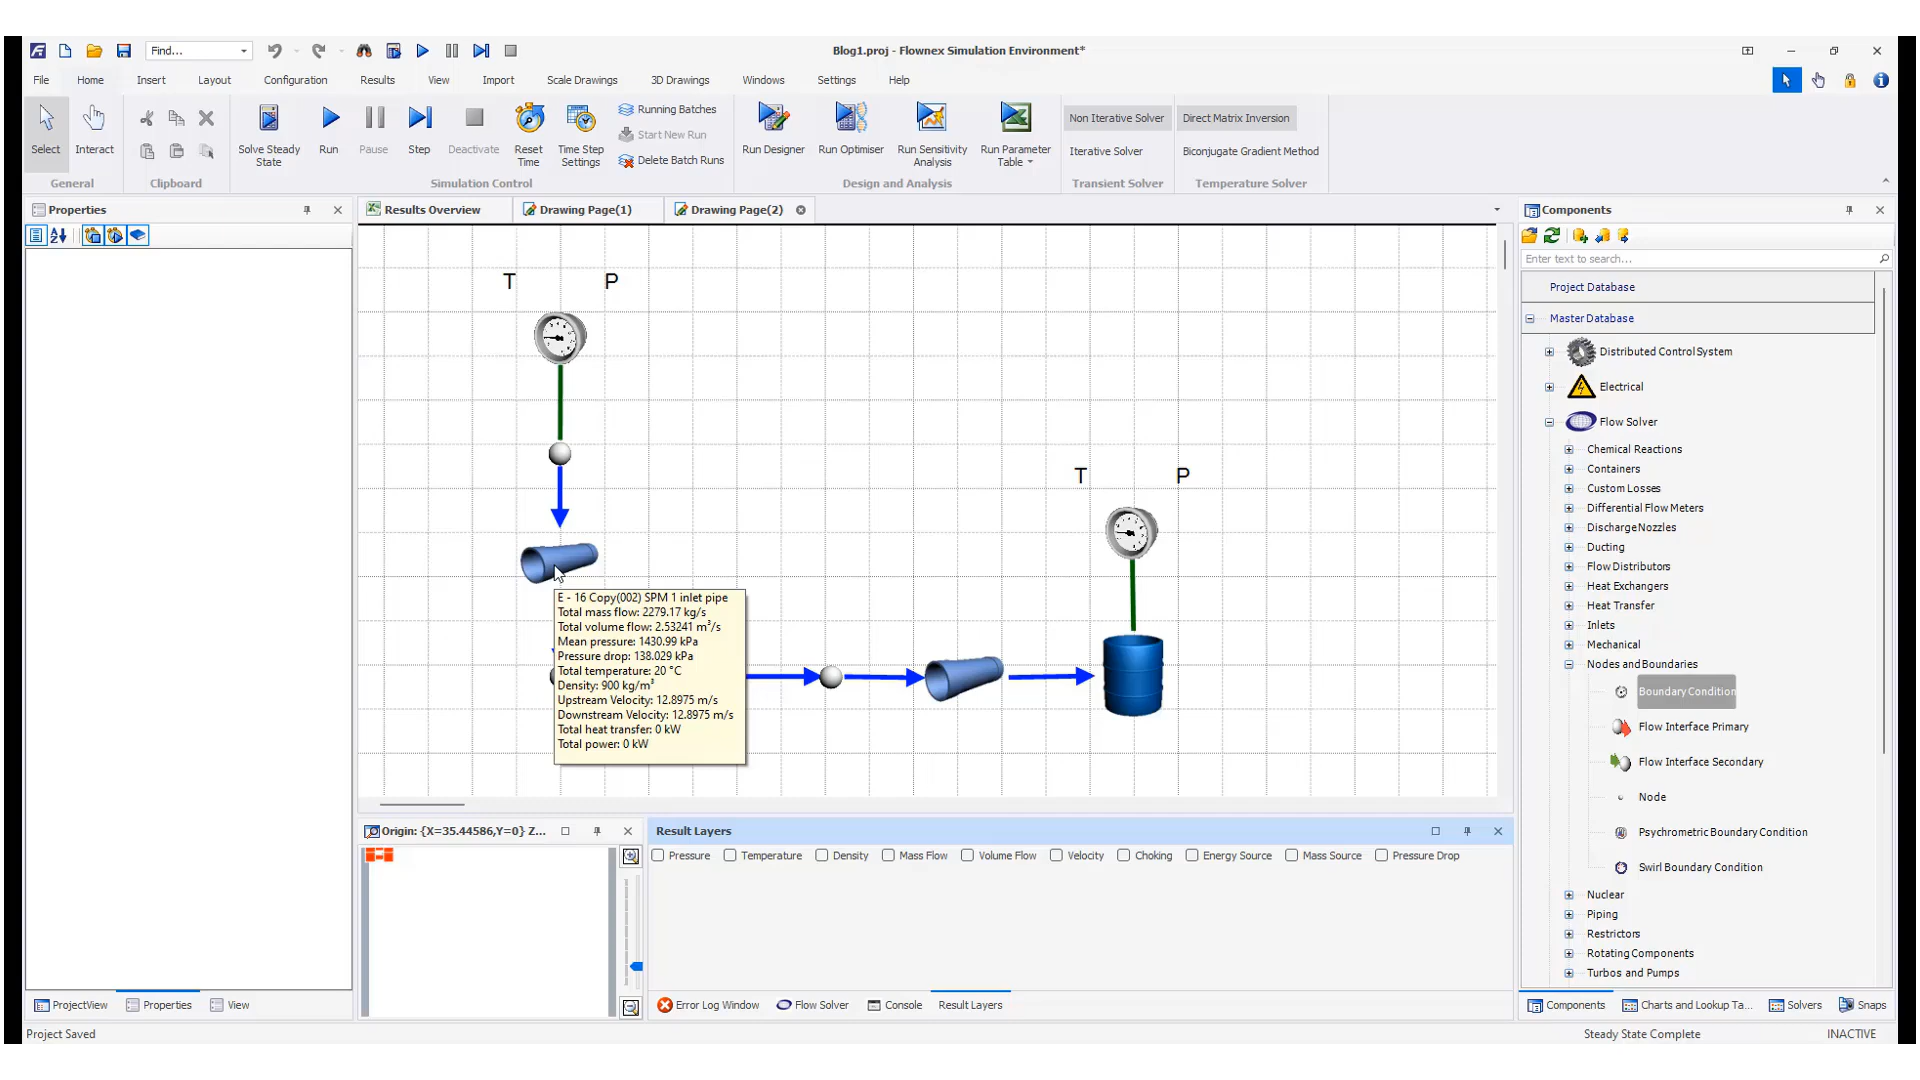 Find...
Blog1.proj - Flownex Simulation Environment*
File Home Insert Layout Configuration Results View Import Scale Drawings 3D Drawings Windows Settings Help
Select
Interact
General
Clipboard
Solve Steady State
Run
Pause
Step
Deactivate
Reset Time
Time Step Settings
Running Batches
Start New Run
Delete Batch Runs
Simulation Control
Run Designer
Run Optimiser
Run Sensitivity Analysis
Run Parameter Table
Design and Analysis
Non Iterative Solver
Iterative Solver
Transient Solver
Direct Matrix Inversion
Biconjugate Gradient Method
Temperature Solver
Properties
Results Overview
Drawing Page(1)
Drawing Page(2)
T P
T P
E - 16 Copy(002) SPM 1 inlet pipe
Total mass flow: 2279.17 kg/s
Total volume flow: 2.53241 m³/s
Mean pressure: 1430.99 kPa
Pressure drop: 138.029 kPa
Total temperature: 20 °C
Density: 900 kg/m³
Upstream Velocity: 12.8975 m/s
Downstream Velocity: 12.8975 m/s
Total heat transfer: 0 kW
Total power: 0 kW
Components
Enter text to search...
Project Database
Master Database
Distributed Control System
Electrical
Flow Solver
Chemical Reactions
Containers
Custom Losses
Differential Flow Meters
Discharge Nozzles
Ducting
Flow Distributors
Heat Exchangers
Heat Transfer
Inlets
Mechanical
Nodes and Boundaries
Boundary Condition
Flow Interface Primary
Flow Interface Secondary
Node
Psychrometric Boundary Condition
Swirl Boundary Condition
Nuclear
Piping
Restrictors
Rotating Components
Turbos and Pumps
Origin: {X=35.44586,Y=0} Z...
Result Layers
Pressure Temperature Density Mass Flow Volume Flow Velocity Choking Energy Source Mass Source Pressure Drop
ProjectView Properties View
Error Log Window Flow Solver Console Result Layers
Components Charts and Lookup Ta... Solvers Snaps
Project Saved
Steady State Complete
INACTIVE